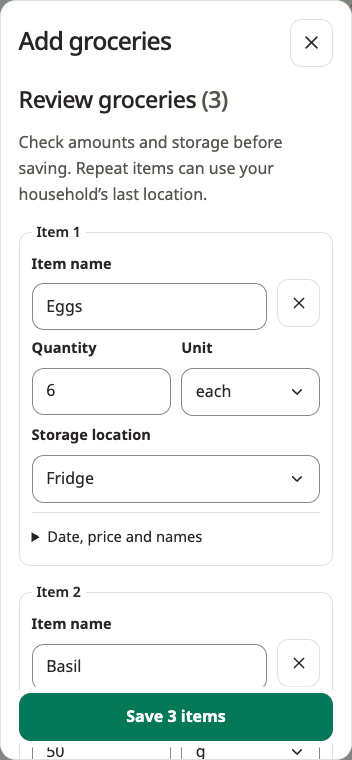 Add groceries
Review groceries (3)
Check amounts and storage before
saving. Repeat items can use your
household’s last location.
Item 1
Item name
Eggs
Quantity
Unit
6
each
Storage location
Fridge
Date, price and names
Item 2
Item name
Basil
Save 3 items
50
g